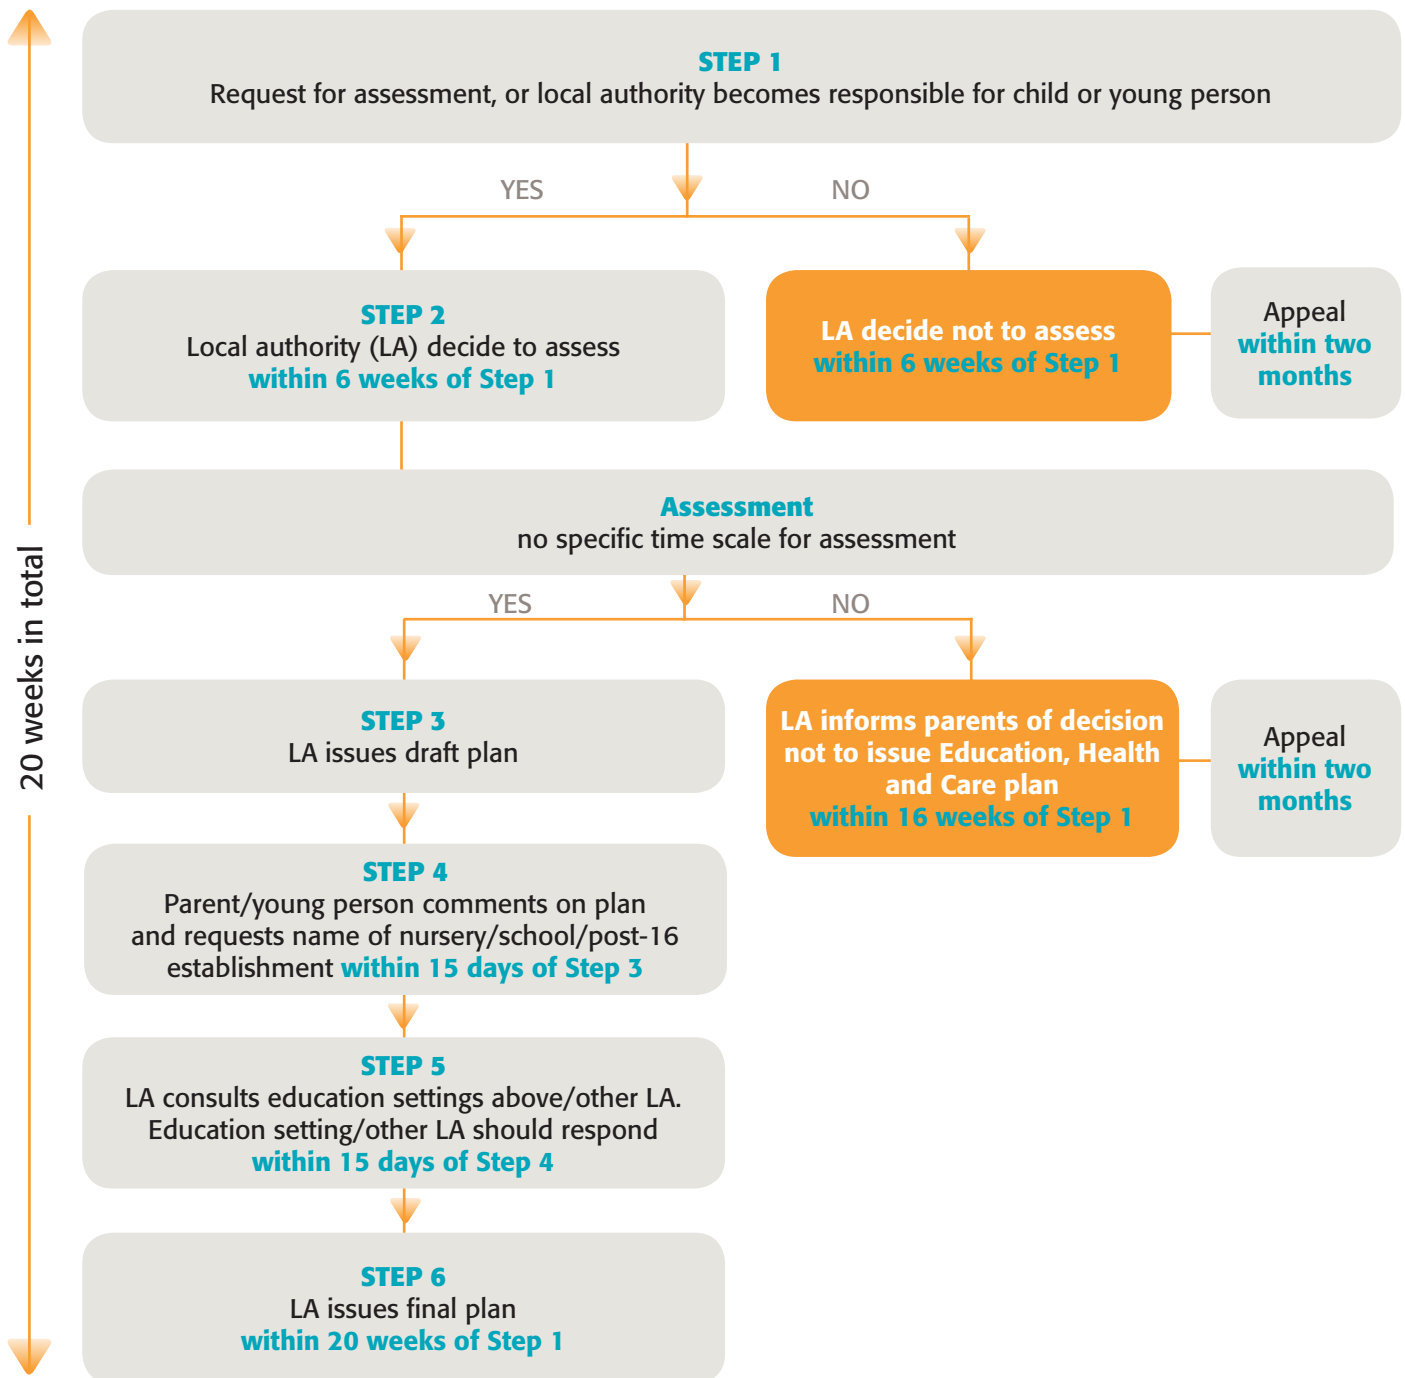 STEP 1
Request for assessment, or local authority becomes responsible for child or young person
YES
NO
STEP 2
Local authority (LA) decide to assess
within 6 weeks of Step 1
LA decide not to assess
within 6 weeks of Step 1
Appeal
within two
months
Assessment
no specific time scale for assessment
YES
NO
20 weeks in total
STEP 3
LA issues draft plan
LA informs parents of decision
not to issue Education, Health
and Care plan
within 16 weeks of Step 1
Appeal
within two
months
STEP 4
Parent/young person comments on plan
and requests name of nursery/school/post-16
establishment within 15 days of Step 3
STEP 5
LA consults education settings above/other LA.
Education setting/other LA should respond
within 15 days of Step 4
STEP 6
LA issues final plan
within 20 weeks of Step 1